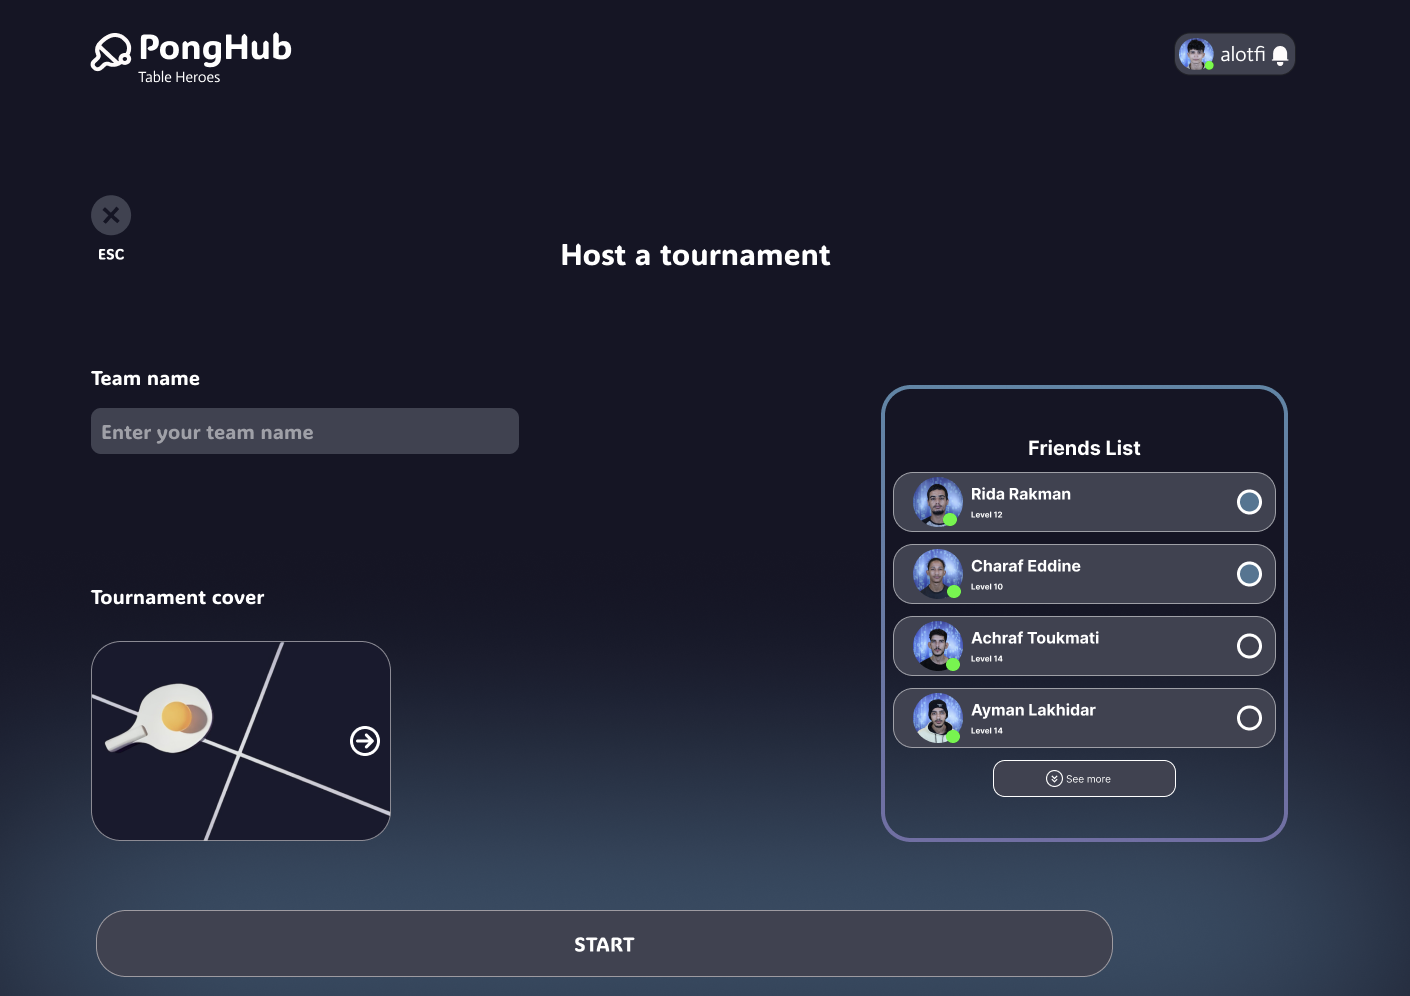 PongHub
Table Heroes
alotfi
ESC
Host a tournament
Team name
Enter your team name
Tournament cover
Friends List
Rida Rakman
Level 12
Charaf Eddine
Level 10
Achraf Toukmati
Level 14
Ayman Lakhidar
Level 14
See more
START